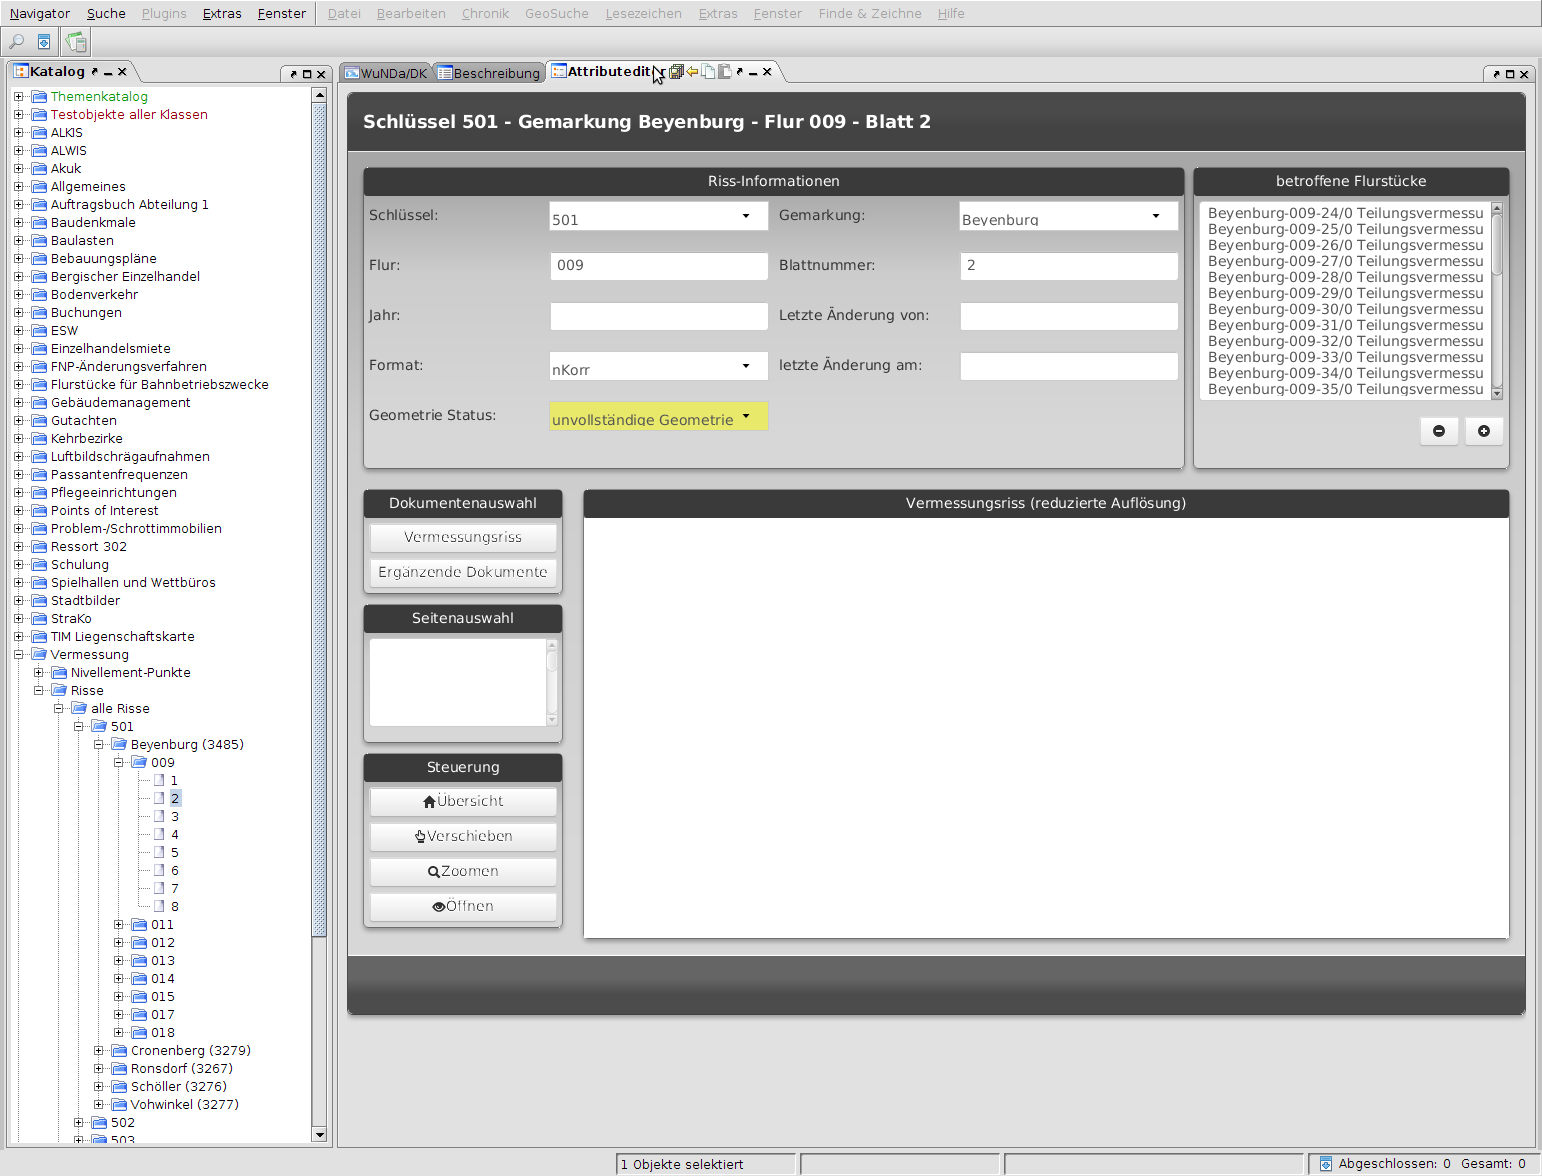 Navigator Suche Plugins Extras Fenster Datei Bearbeiten Chronik GeoSuche Lesezeichen Extras Fenster Finde & Zeichne Hilfe
Katalog
Themenkatalog
Testobjekte aller Klassen
ALKIS
ALWIS
Akuk
Allgemeines
Auftragsbuch Abteilung 1
Baudenkmale
Baulasten
Bebauungspläne
Bergischer Einzelhandel
Bodenverkehr
Buchungen
ESW
Einzelhandelsmiete
FNP-Änderungsverfahren
Flurstücke für Bahnbetriebszwecke
Gebäudemanagement
Gutachten
Kehrbezirke
Luftbildschrägaufnahmen
Passantenfrequenzen
Pflegeeinrichtungen
Points of Interest
Problem-/Schrottimmobilien
Ressort 302
Schulung
Spielhallen und Wettbüros
Stadtbilder
StraKo
TIM Liegenschaftskarte
Vermessung
Nivellement-Punkte
Risse
alle Risse
501
Beyenburg (3485)
009
1
2
3
4
5
6
7
8
011
012
013
014
015
017
018
Cronenberg (3279)
Ronsdorf (3267)
Schöller (3276)
Vohwinkel (3277)
502
503
WuNDa/DK Beschreibung Attributeditor
Schlüssel 501 - Gemarkung Beyenburg - Flur 009 - Blatt 2
Riss-Informationen
Schlüssel: 501 Gemarkung: Beyenburg
Flur: 009 Blattnummer: 2
Jahr: Letzte Änderung von:
Format: nKorr letzte Änderung am:
Geometrie Status: unvollständige Geometrie
betroffene Flurstücke
Beyenburg-009-24/0 Teilungsvermessu
Beyenburg-009-25/0 Teilungsvermessu
Beyenburg-009-26/0 Teilungsvermessu
Beyenburg-009-27/0 Teilungsvermessu
Beyenburg-009-28/0 Teilungsvermessu
Beyenburg-009-29/0 Teilungsvermessu
Beyenburg-009-30/0 Teilungsvermessu
Beyenburg-009-31/0 Teilungsvermessu
Beyenburg-009-32/0 Teilungsvermessu
Beyenburg-009-33/0 Teilungsvermessu
Beyenburg-009-34/0 Teilungsvermessu
Beyenburg-009-35/0 Teilungsvermessu
Dokumentenauswahl
Vermessungsriss
Ergänzende Dokumente
Seitenauswahl
Steuerung
Übersicht
Verschieben
Zoomen
Öffnen
Vermessungsriss (reduzierte Auflösung)
1 Objekte selektiert
Abgeschlossen: 0 Gesamt: 0